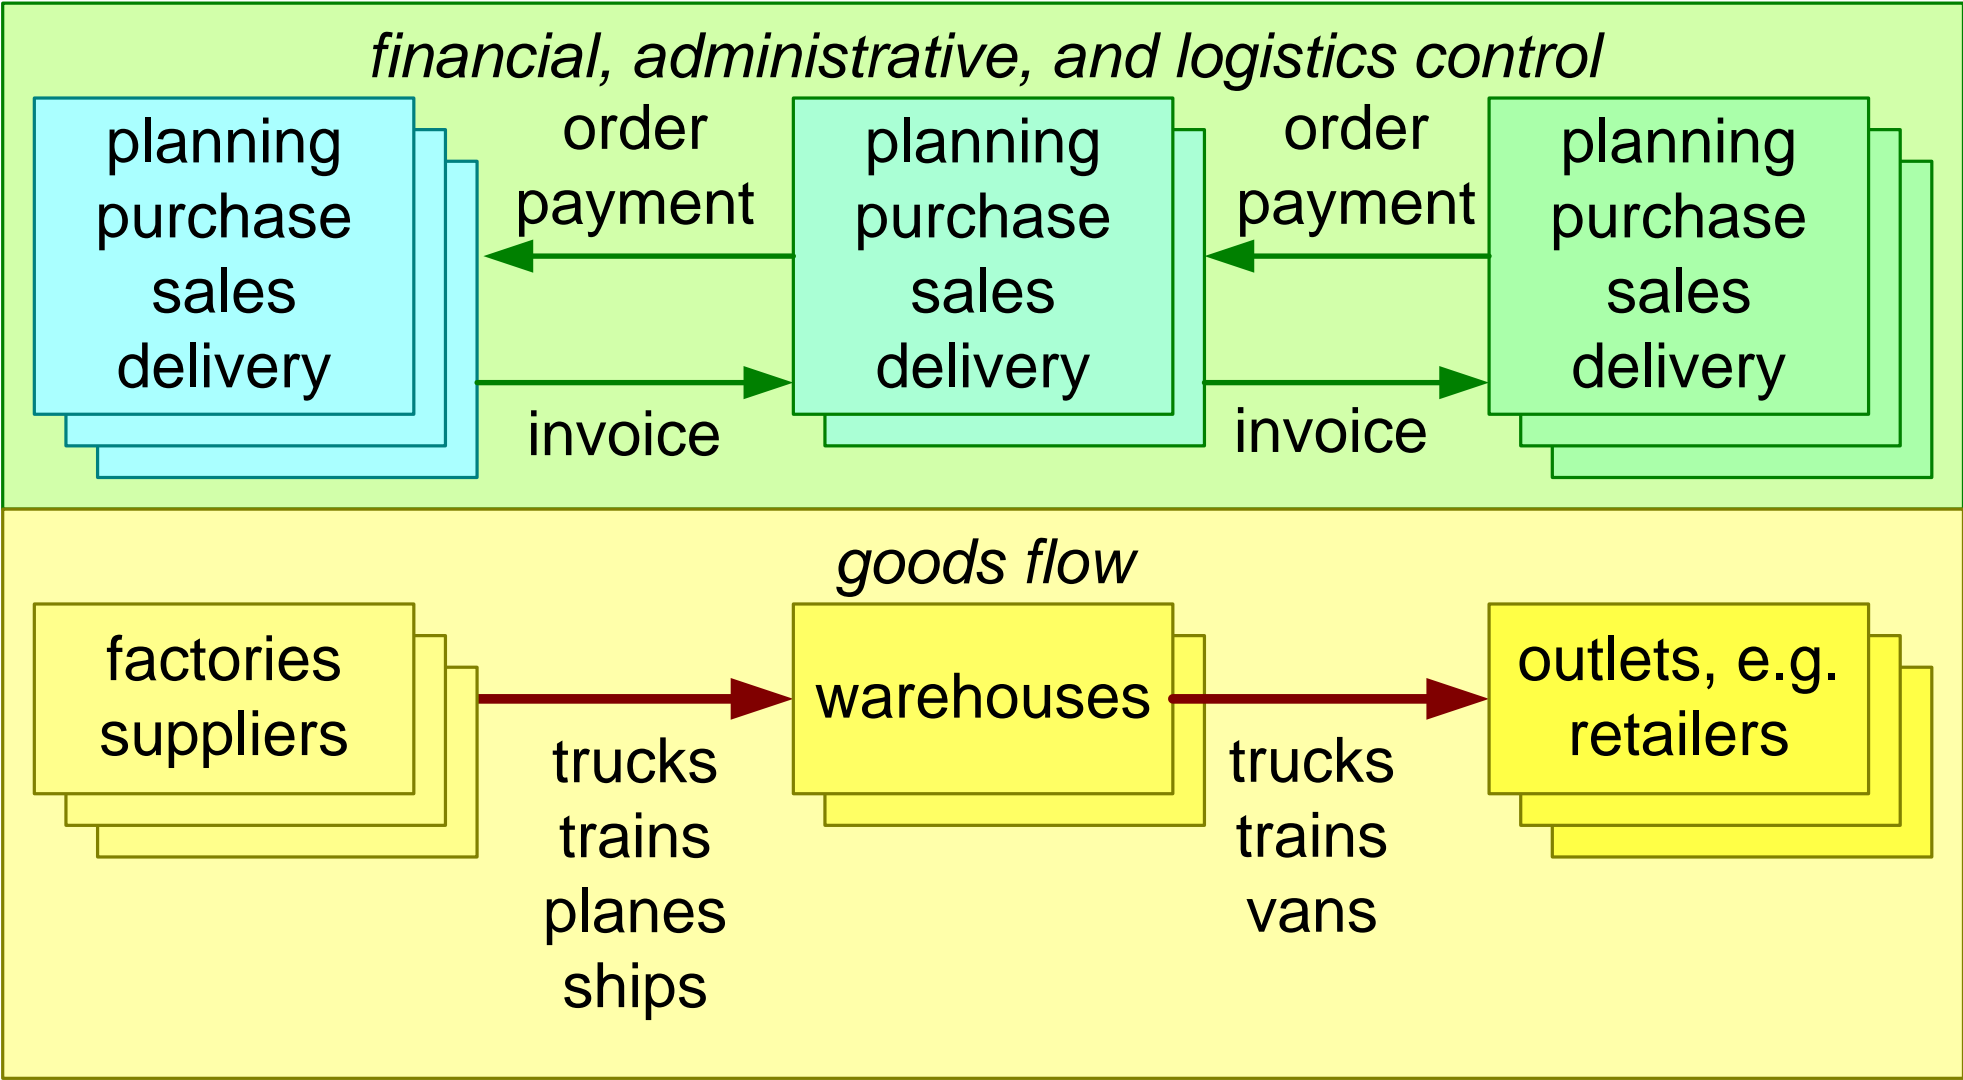 financial, administrative, and logistics control
planning
purchase
sales
delivery
order
payment
invoice
planning
purchase
sales
delivery
order
payment
invoice
planning
purchase
sales
delivery
goods flow
factories
suppliers
trucks
trains
planes
ships
warehouses
trucks
trains
vans
outlets, e.g.
retailers